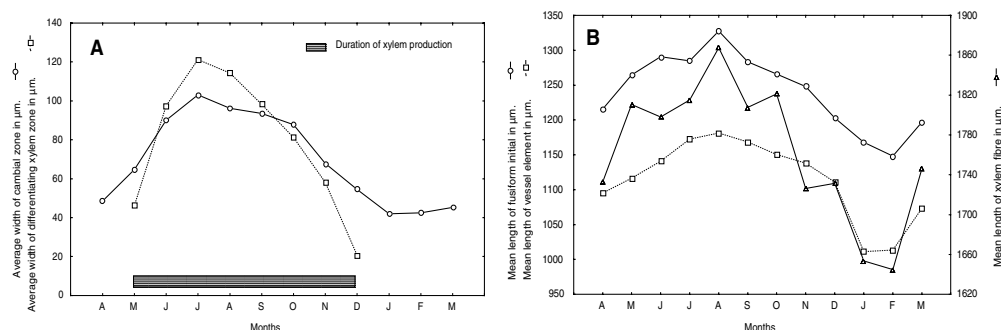 A
Duration of xylem production
Average width of cambial zone in µm.
Average width of differentiating xylem zone in µm.
140
120
100
80
60
40
20
0
A M J J A S O N D J F M
Months
B
Mean length of fusiform initial in µm.
Mean length of vessel element in µm.
1350
1300
1250
1200
1150
1100
1050
1000
950
A M J J A S O N D J F M
Months
1900
1860
1820
1780
1740
1700
1660
1620
Mean length of xylem fibre in µm.